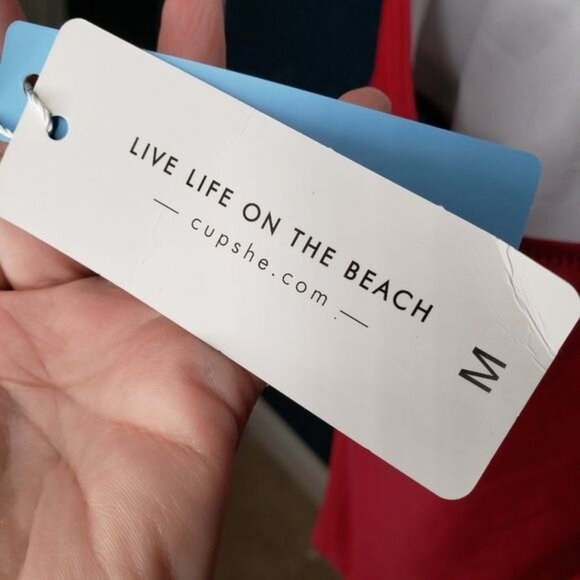 LIVE LIFE ON THE BEACH
— cupshe.com —
M